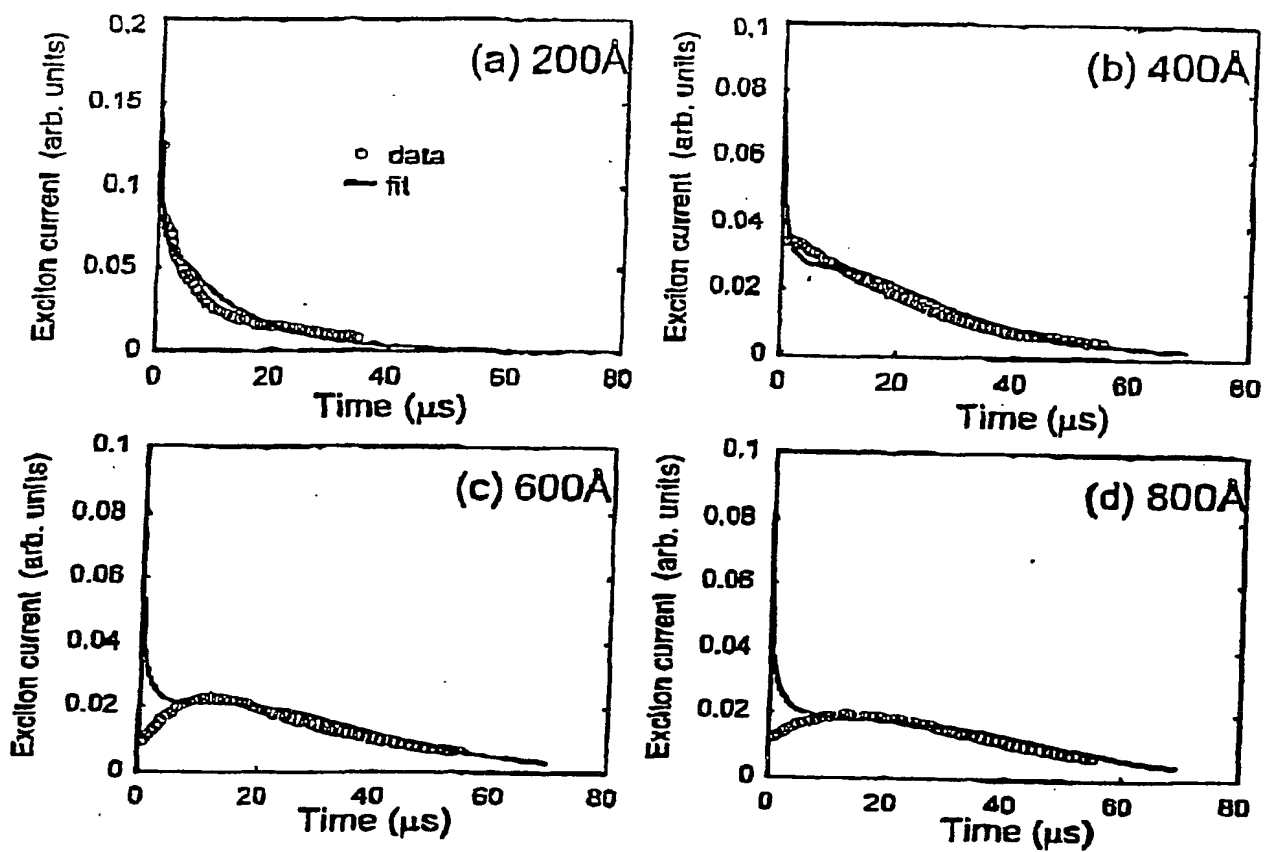 0.2
(a) 200Å
0.15
0.1
0.05
0
Exciton current (arb. units)
data
fit
0 20 40 60 80
Time (μs)
0.1
(b) 400Å
0.08
0.06
0.04
0.02
0
Exciton current (arb. units)
0 20 40 60 80
Time (μs)
0.1
(c) 600Å
0.08
0.06
0.04
0.02
0
Exciton current (arb. units)
0 20 40 60 80
Time (μs)
0.1
(d) 800Å
0.08
0.06
0.04
0.02
0
Exciton current (arb. units)
0 20 40 60 80
Time (μs)